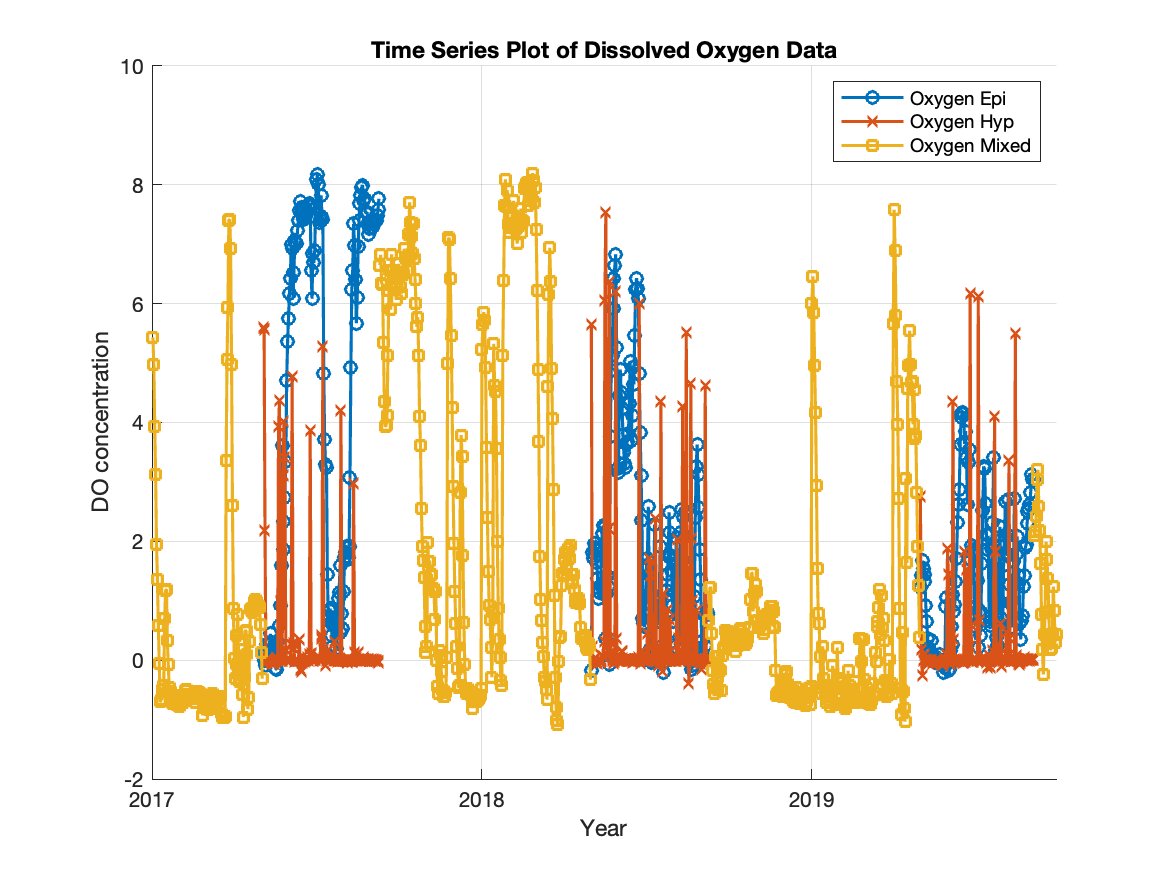 Time Series Plot of Dissolved Oxygen Data
10
8
6
4
2
0
-2
DO concentration
Oxygen Epi
Oxygen Hyp
Oxygen Mixed
2017
2018
2019
Year